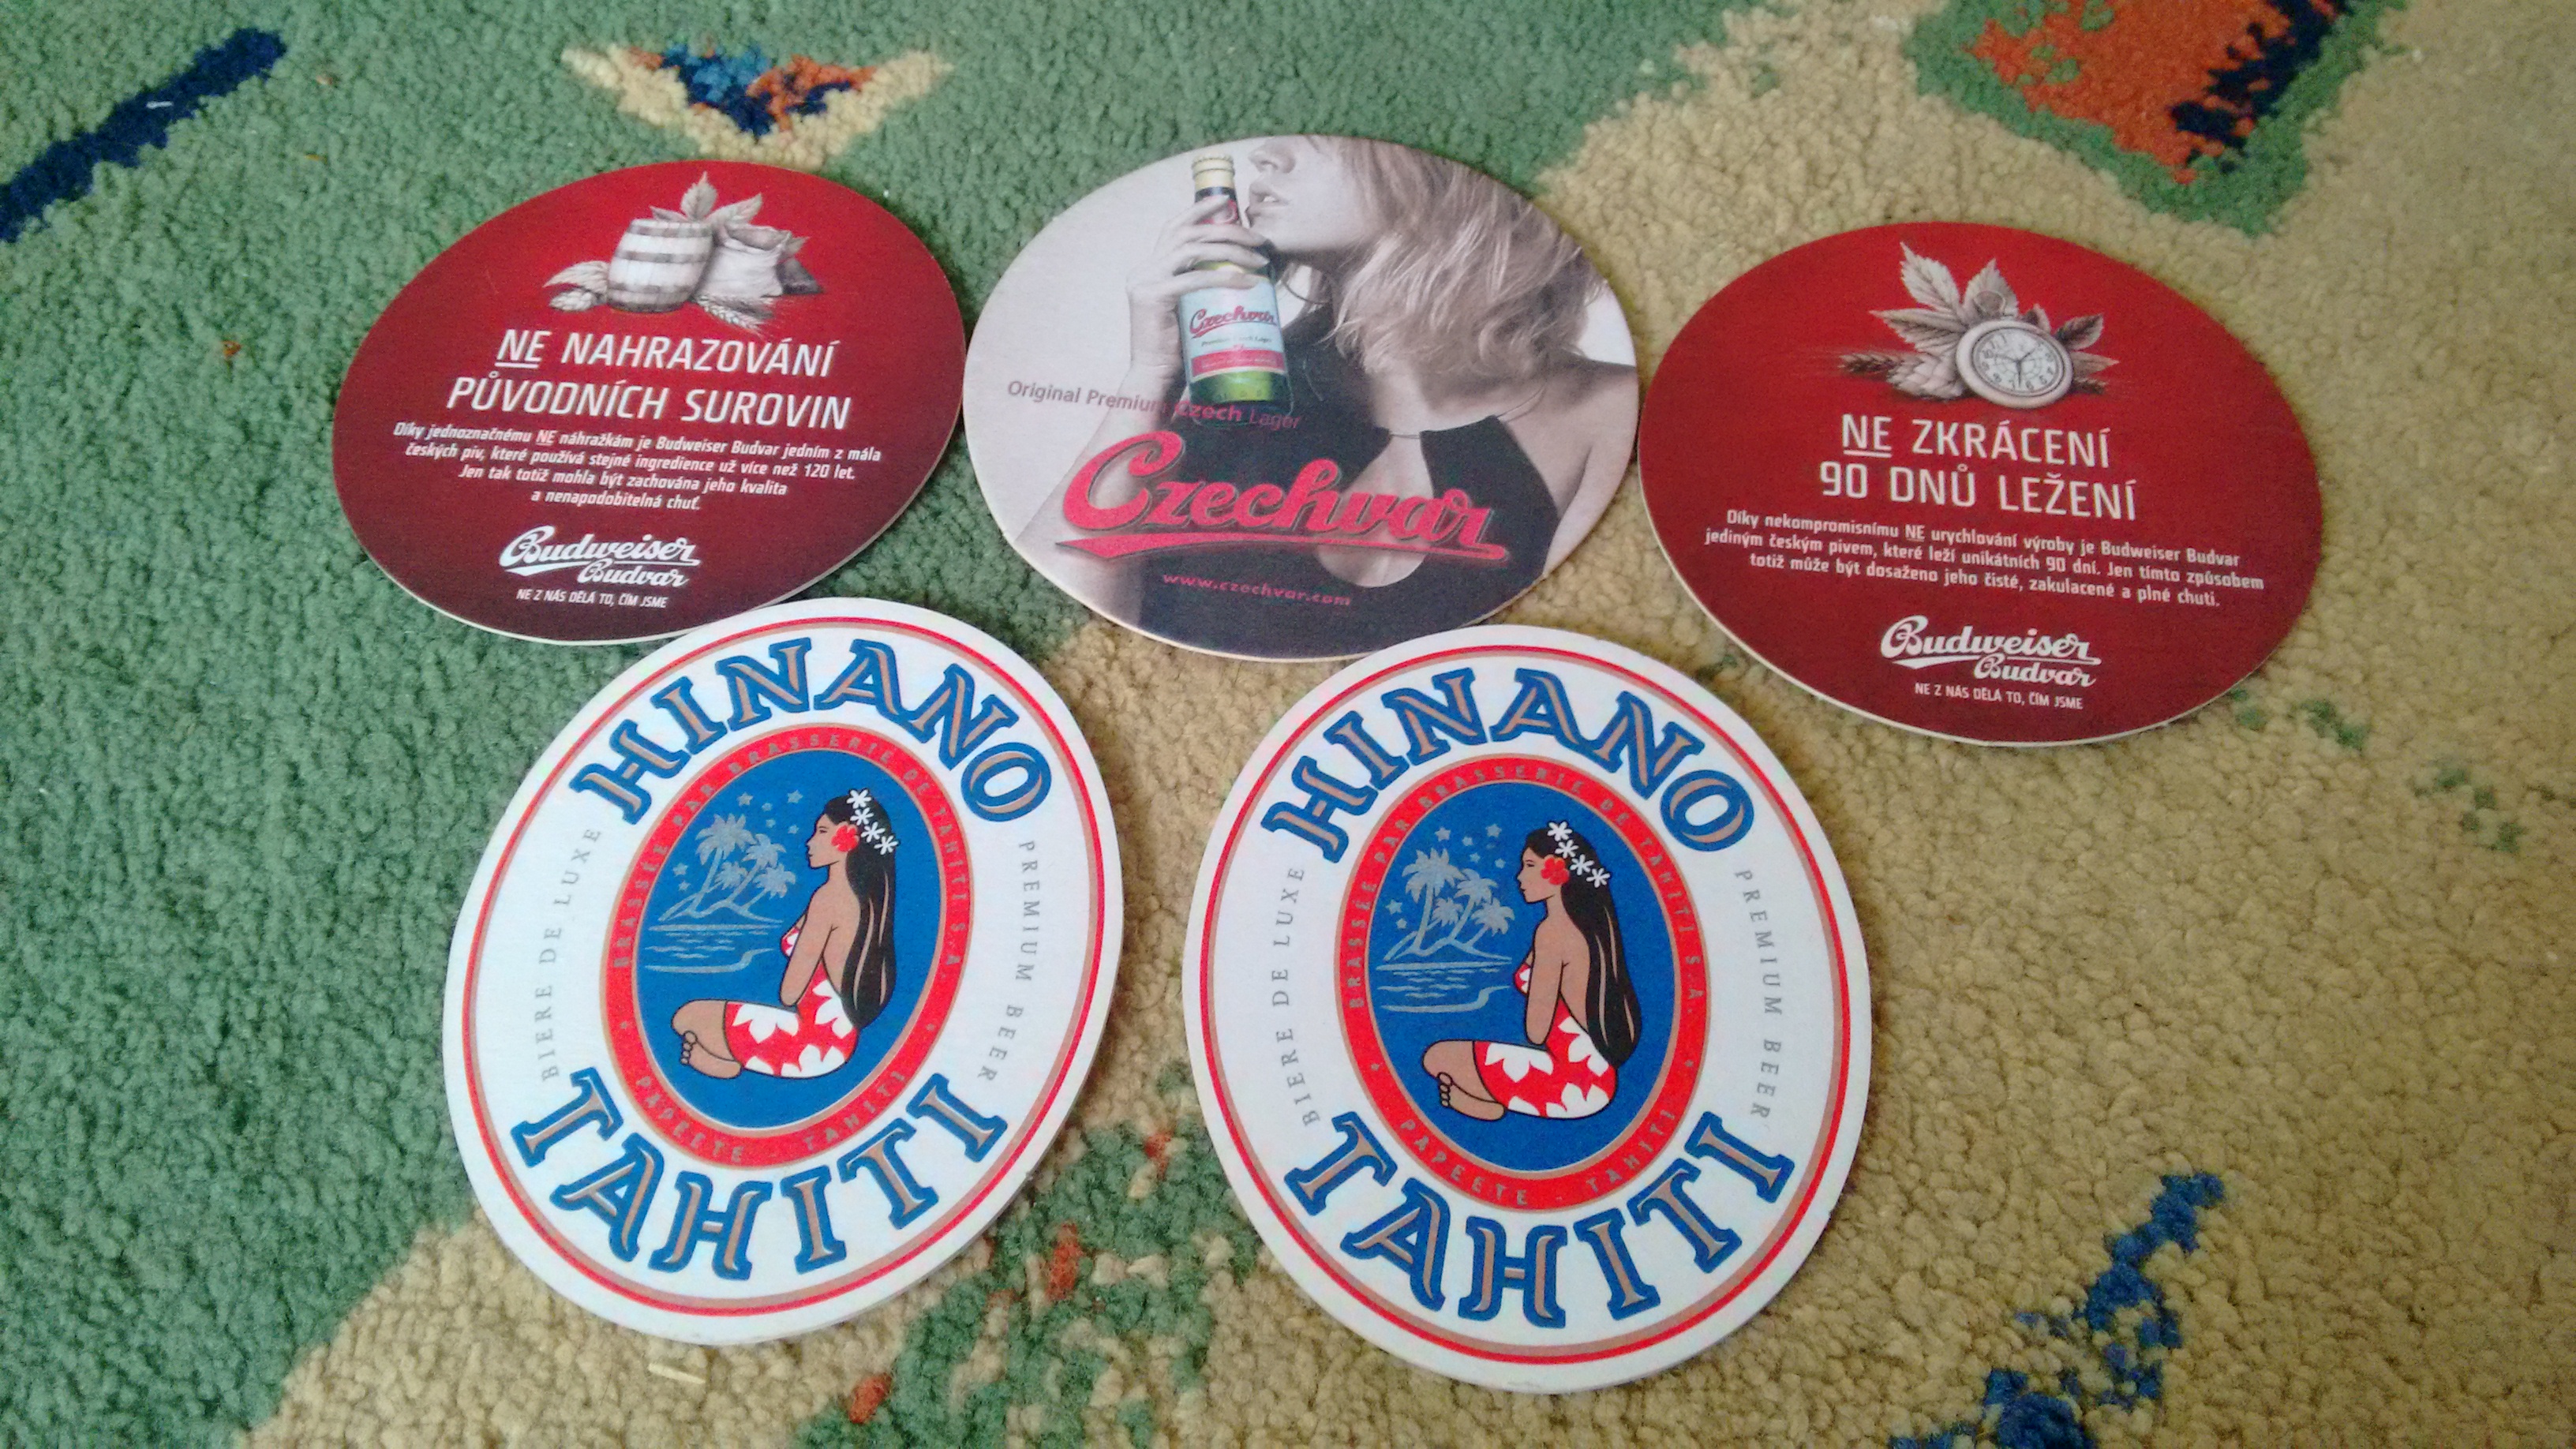 NE NAHRAZOVÁNÍ
PŮVODNÍCH SUROVIN
Díky jednoznačnému NE náhražkám je Budweiser Budvar jedním z mála
českých piv, které používá stejné ingredience už více než 120 let.
Jen tak totiž mohla být zachována jeho kvalita
a nenapodobitelná chuť.
Budweiser
Budvar
NE Z NÁS DĚLÁ TO, ČÍM JSME
Czechvar
Original Premium Czech Lager
Czechvar
www.czechvar.com
NE ZKRÁCENÍ
90 DNŮ LEŽENÍ
Díky nekompromisnímu NE urychlování výroby je Budweiser Budvar
jediným českým pivem, které leží unikátních 90 dní. Jen tímto způsobem
totiž může být dosaženo jeho čisté, zakulacené a plné chuti.
Budweiser
Budvar
NE Z NÁS DĚLÁ TO, ČÍM JSME
HINANO
BRASSÉE PAR BRASSERIE DE TAHITI S.A.
BIERE DE LUXE
PREMIUM BEER
PAPEETE - TAHITI
TAHITI
HINANO
BRASSÉE PAR BRASSERIE DE TAHITI S.A.
BIERE DE LUXE
PREMIUM BEER
PAPEETE - TAHITI
TAHITI